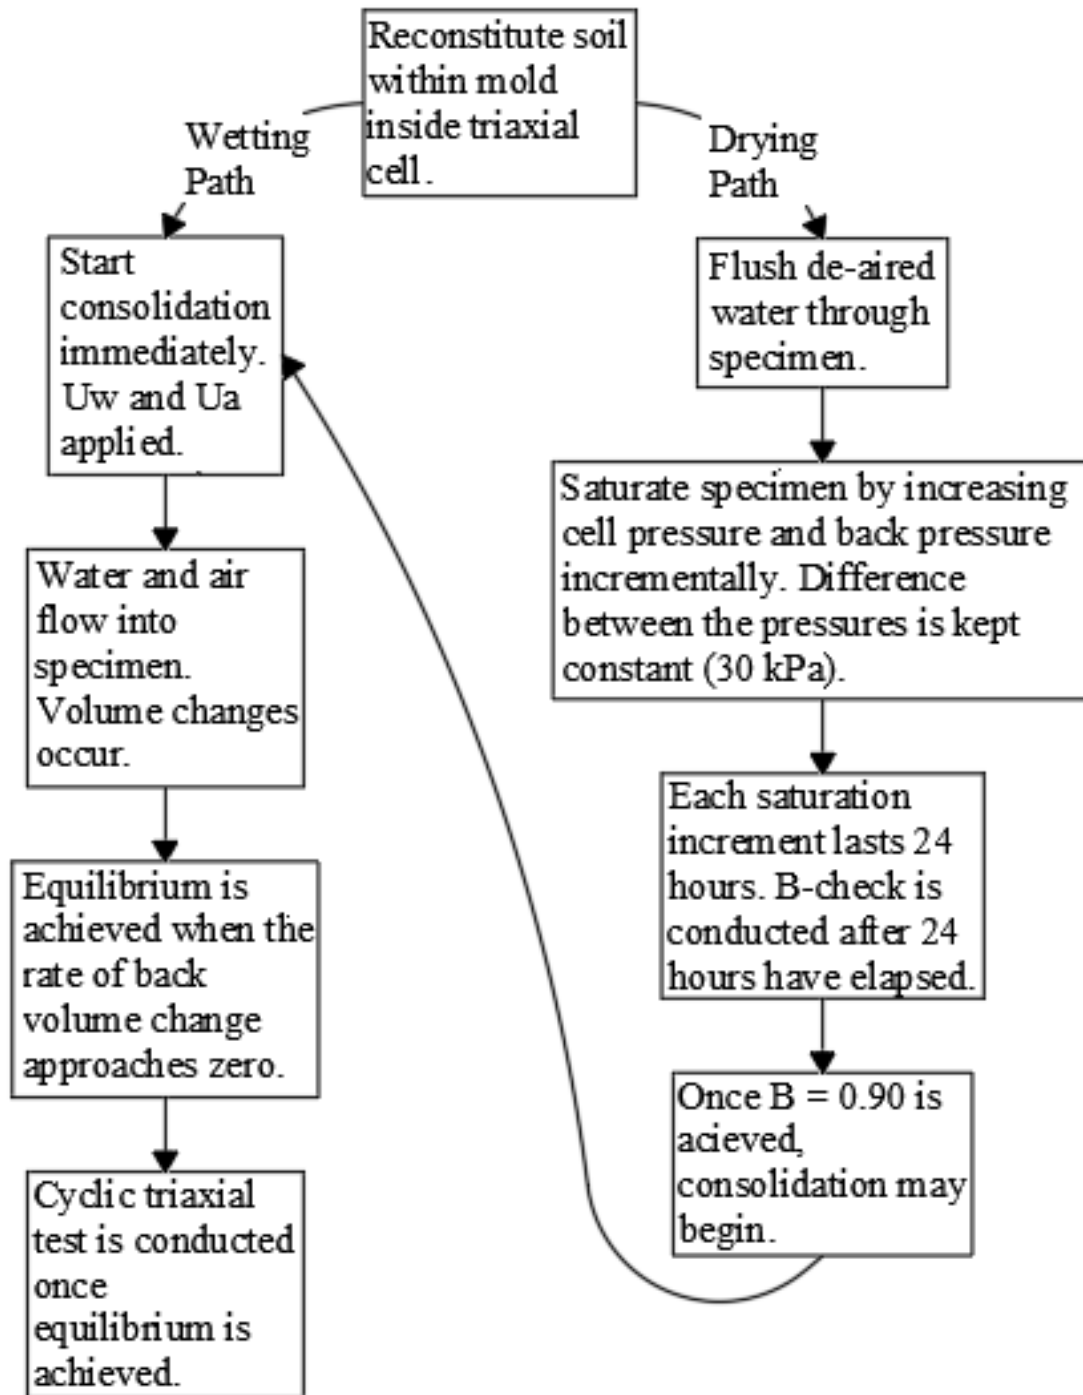 Reconstitute soil
within mold
inside triaxial
cell.
Wetting
Path
Drying
Path
Start
consolidation
immediately.
Uw and Ua
applied.
Water and air
flow into
specimen.
Volume changes
occur.
Equilibrium is
achieved when the
rate of back
volume change
approaches zero.
Cyclic triaxial
test is conducted
once
equilibrium is
achieved.
Flush de-aired
water through
specimen.
Saturate specimen by increasing
cell pressure and back pressure
incrementally. Difference
between the pressures is kept
constant (30 kPa).
Each saturation
increment lasts 24
hours. B-check is
conducted after 24
hours have elapsed.
Once B = 0.90 is
acieved,
consolidation may
begin.